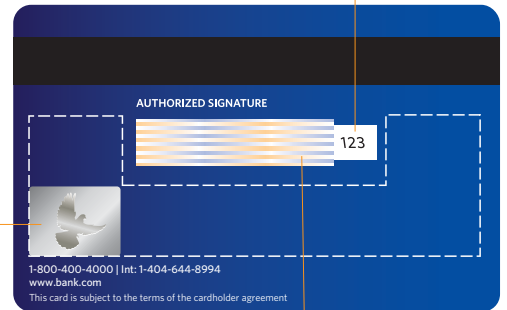 AUTHORIZED SIGNATURE
123
1-800-400-4000 | Int: 1-404-644-8994
www.bank.com
This card is subject to the terms of the cardholder agreement